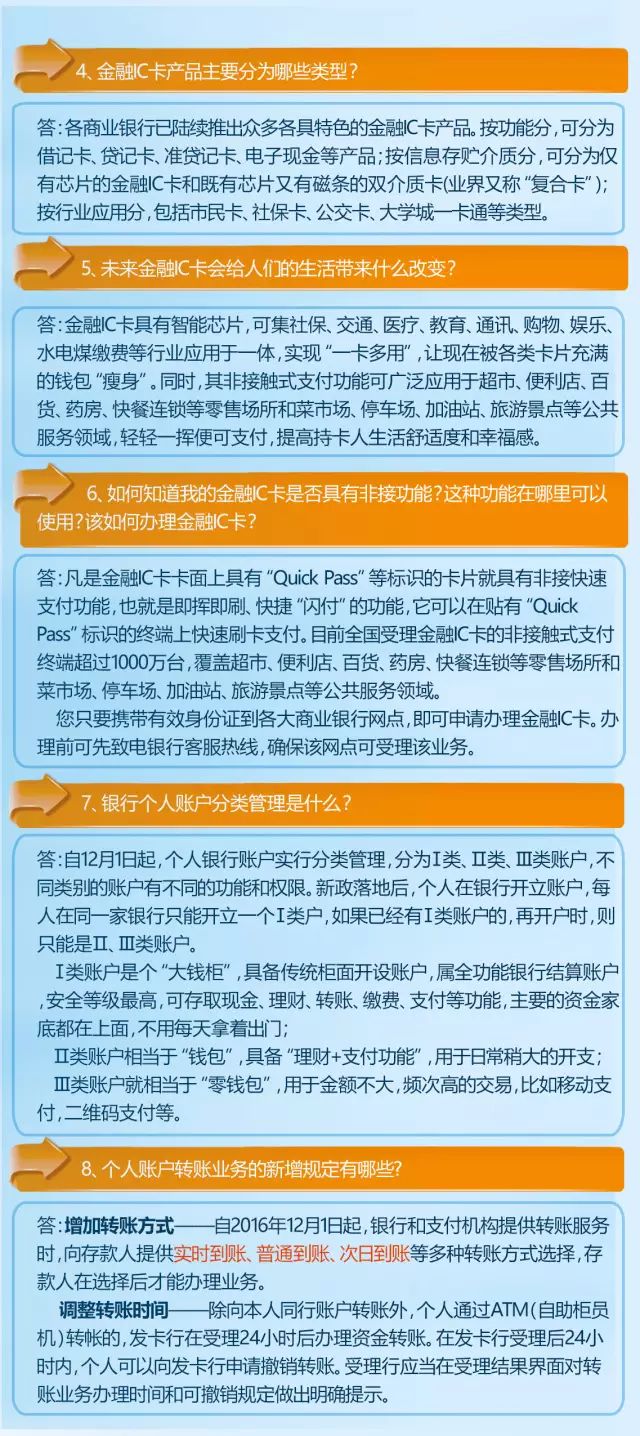 4、金融IC卡产品主要分为哪些类型？
答：各商业银行已陆续推出众多各具特色的金融IC卡产品。按功能分，可分为
借记卡、贷记卡、准贷记卡、电子现金等产品；按信息存贮介质分，可分为仅
有芯片的金融IC卡和既有芯片又有磁条的双介质卡(业界又称“复合卡”)；
按行业应用分，包括市民卡、社保卡、公交卡、大学城一卡通等类型。
5、未来金融IC卡会给人们的生活带来什么改变？
答：金融IC卡具有智能芯片，可集社保、交通、医疗、教育、通讯、购物、娱乐、
水电煤缴费等行业应用于一体，实现“一卡多用”，让现在被各类卡片充满
的钱包“瘦身”。同时，其非接触式支付功能可广泛应用于超市、便利店、百
货、药房、快餐连锁等零售场所和菜市场、停车场、加油站、旅游景点等公共
服务领域，轻轻一挥便可支付，提高持卡人生活舒适度和幸福感。
6、如何知道我的金融IC卡是否具有非接功能？这种功能在哪里可以
使用？该如何办理金融IC卡？
答：凡是金融IC卡卡面上具有“Quick Pass”等标识的卡片就具有非接快速
支付功能，也就是即挥即刷、快捷“闪付”的功能，它可以在贴有“Quick
Pass”标识的终端上快速刷卡支付。目前全国受理金融IC卡的非接触式支付
终端超过1000万台，覆盖超市、便利店、百货、药房、快餐连锁等零售场所和
菜市场、停车场、加油站、旅游景点等公共服务领域。
您只要携带有效身份证到各大商业银行网点，即可申请办理金融IC卡。办
理前可先致电银行客服热线，确保该网点可受理该业务。
7、银行个人账户分类管理是什么？
答：自12月1日起，个人银行账户实行分类管理，分为Ⅰ类、Ⅱ类、Ⅲ类账户，不
同类别的账户有不同的功能和权限。新政落地后，个人在银行开立账户，每
人在同一家银行只能开立一个Ⅰ类户，如果已经有Ⅰ类账户的，再开户时，则
只能是Ⅱ、Ⅲ类账户。
Ⅰ类账户是个“大钱柜”，具备传统柜面开设账户，属全功能银行结算账户
，安全等级最高，可存取现金、理财、转账、缴费、支付等功能，主要的资金家
底都在上面，不用每天拿着出门；
Ⅱ类账户相当于“钱包”，具备“理财+支付功能”，用于日常稍大的开支；
Ⅲ类账户就相当于“零钱包”，用于金额不大，频次高的交易，比如移动支
付，二维码支付等。
8、个人账户转账业务的新增规定有哪些?
答：增加转账方式——自2016年12月1日起，银行和支付机构提供转账服务
时，向存款人提供实时到账、普通到账、次日到账等多种转账方式选择，存
款人在选择后才能办理业务。
调整转账时间——除向本人同行账户转账外，个人通过ATM（自助柜员
机）转帐的，发卡行在受理24小时后办理资金转账。在发卡行受理后24小
时内，个人可以向发卡行申请撤销转账。受理行应当在受理结果界面对转
账业务办理时间和可撤销规定做出明确提示。